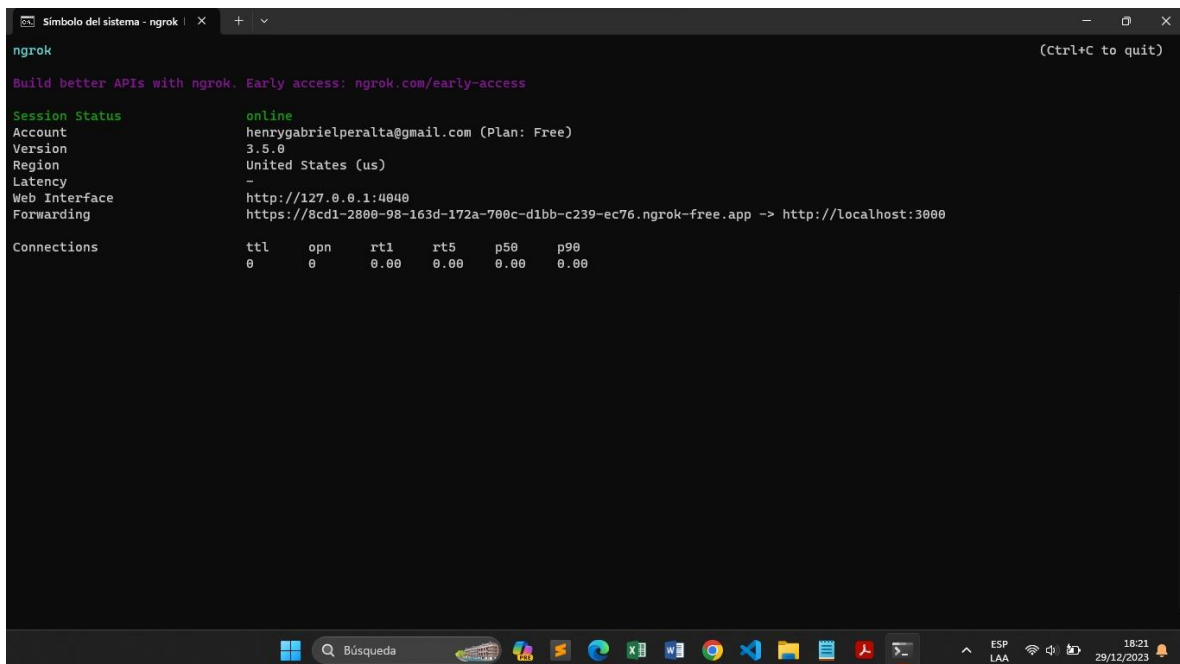 Símbolo del sistema - ngrok
ngrok (Ctrl+C to quit)
Build better APIs with ngrok. Early access: ngrok.com/early-access
Session Status online
Account henrygabrielperalta@gmail.com (Plan: Free)
Version 3.5.0
Region United States (us)
Latency -
Web Interface http://127.0.0.1:4040
Forwarding https://8cd1-2800-98-163d-172a-700c-d1bb-c239-ec76.ngrok-free.app -> http://localhost:3000
Connections ttl opn rt1 rt5 p50 p90
0 0 0.00 0.00 0.00 0.00
Búsqueda
PRE
ESP
LAA
18:21
29/12/2023